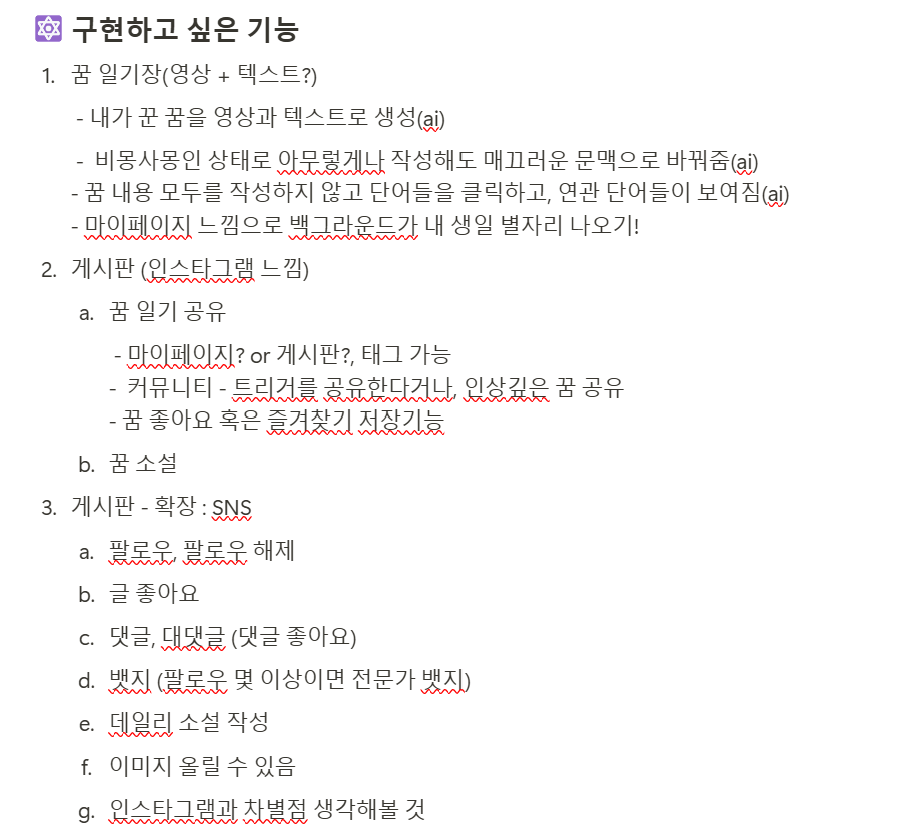 구현하고 싶은 기능
1. 꿈 일기장(영상 + 텍스트?)
- 내가 꾼 꿈을 영상과 텍스트로 생성(ai)
- 비몽사몽인 상태로 아무렇게나 작성해도 매끄러운 문맥으로 바꿔줌(ai)
- 꿈 내용 모두를 작성하지 않고 단어들을 클릭하고, 연관 단어들이 보여짐(ai)
- 마이페이지 느낌으로 백그라운드가 내 생일 별자리 나오기!
2. 게시판 (인스타그램 느낌)
a. 꿈 일기 공유
- 마이페이지? or 게시판?, 태그 가능
- 커뮤니티 - 트리거를 공유한다거나, 인상깊은 꿈 공유
- 꿈 좋아요 혹은 즐겨찾기 저장기능
b. 꿈 소설
3. 게시판 - 확장 : SNS
a. 팔로우, 팔로우 해제
b. 글 좋아요
c. 댓글, 대댓글 (댓글 좋아요)
d. 뱃지 (팔로우 몇 이상이면 전문가 뱃지)
e. 데일리 소설 작성
f. 이미지 올릴 수 있음
g. 인스타그램과 차별점 생각해볼 것